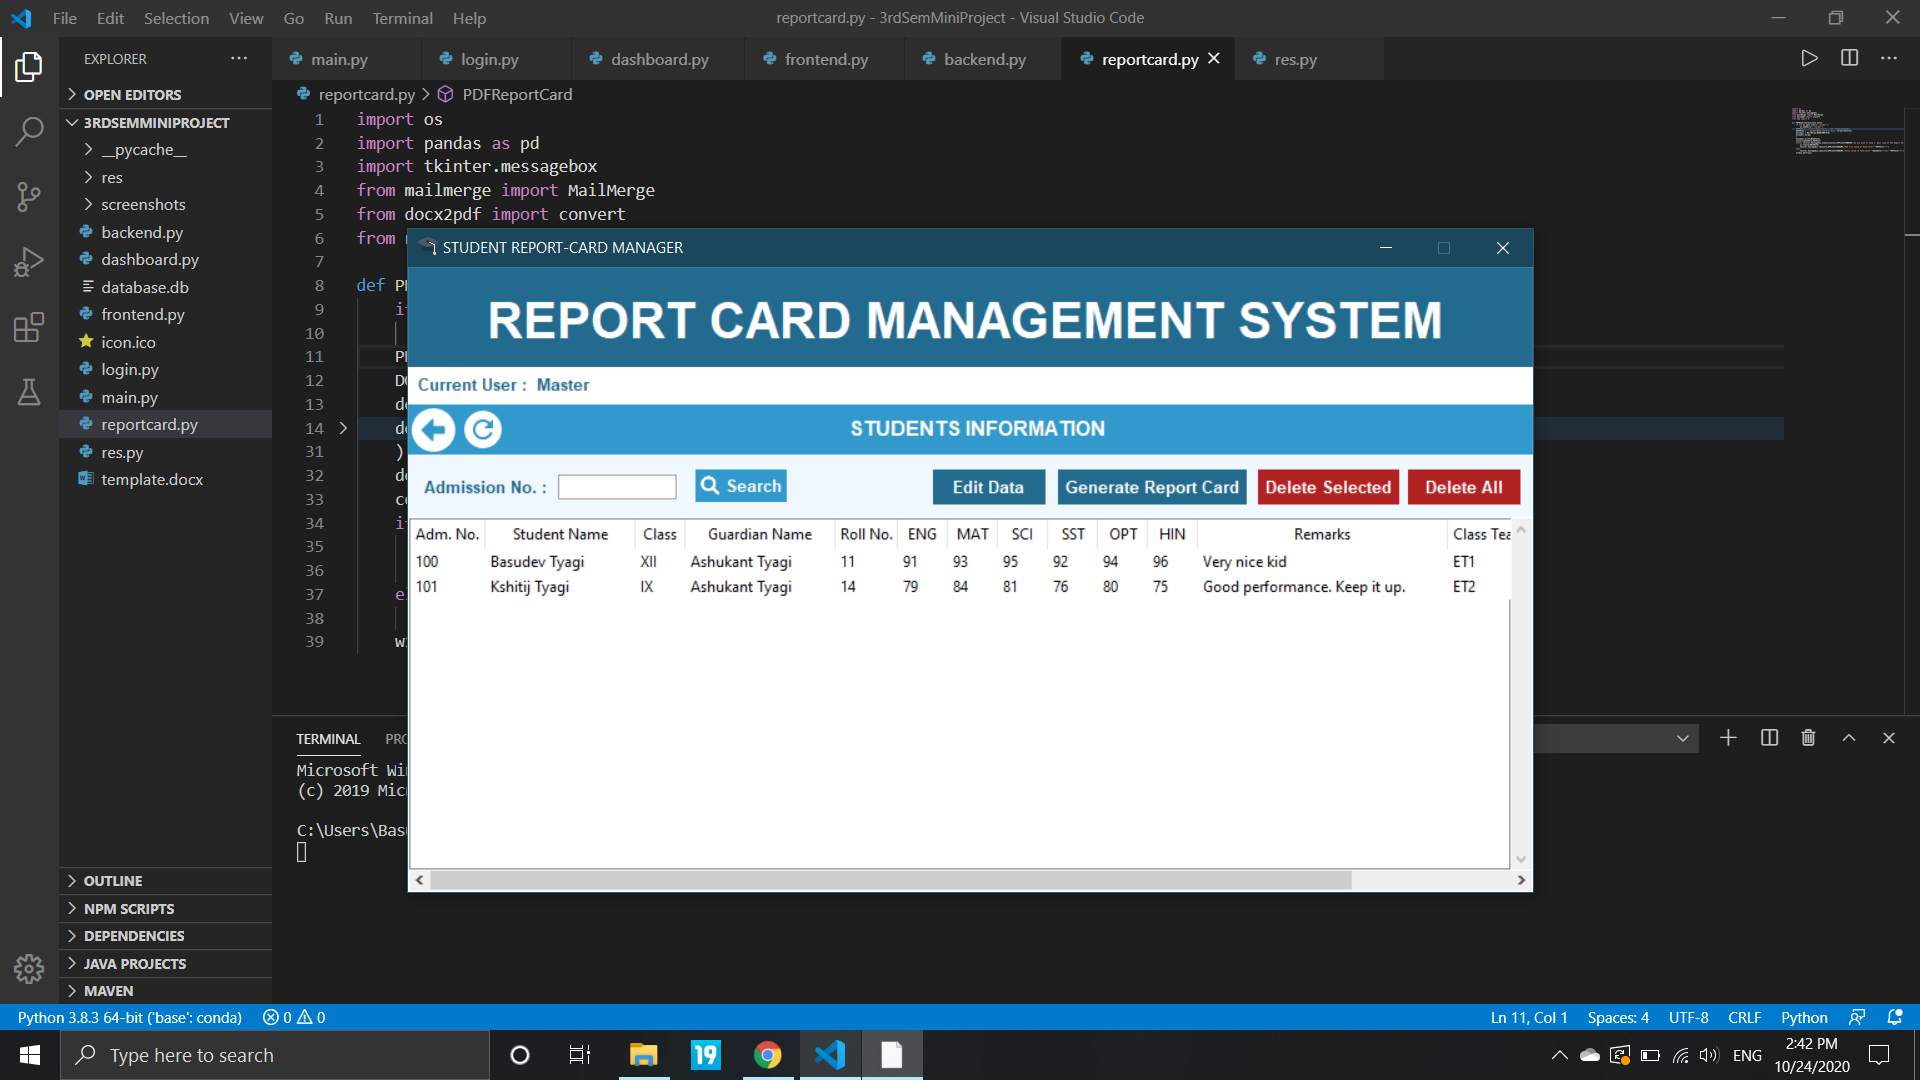 File Edit Selection View Go Run Terminal Help
reportcard.py - 3rdSemMiniProject - Visual Studio Code
EXPLORER
main.py
login.py
dashboard.py
frontend.py
backend.py
reportcard.py
res.py
OPEN EDITORS
3RDSEMMINIPROJECT
__pycache__
res
screenshots
backend.py
dashboard.py
database.db
frontend.py
icon.ico
login.py
main.py
reportcard.py
res.py
template.docx
OUTLINE
NPM SCRIPTS
DEPENDENCIES
JAVA PROJECTS
MAVEN
reportcard.py > PDFReportCard
1 import os
2 import pandas as pd
3 import tkinter.messagebox
4 from mailmerge import MailMerge
5 from docx2pdf import convert
6 from
7
8 def
9
10
11
12
13
14
31 )
32
33
34
35
36
37
38
39
STUDENT REPORT-CARD MANAGER
REPORT CARD MANAGEMENT SYSTEM
Current User : Master
STUDENTS INFORMATION
Admission No. : Search Edit Data Generate Report Card Delete Selected Delete All
Adm. No. Student Name Class Guardian Name Roll No. ENG MAT SCI SST OPT HIN Remarks Class Tea
100 Basudev Tyagi XII Ashukant Tyagi 11 91 93 95 92 94 96 Very nice kid ET1
101 Kshitij Tyagi IX Ashukant Tyagi 14 79 84 81 76 80 75 Good performance. Keep it up. ET2
TERMINAL PRO
Microsoft Wi
(c) 2019 Mic
C:\Users\Bas
Python 3.8.3 64-bit ('base': conda) 0 0
Ln 11, Col 1 Spaces: 4 UTF-8 CRLF Python
Type here to search
19
ENG
2:42 PM
10/24/2020